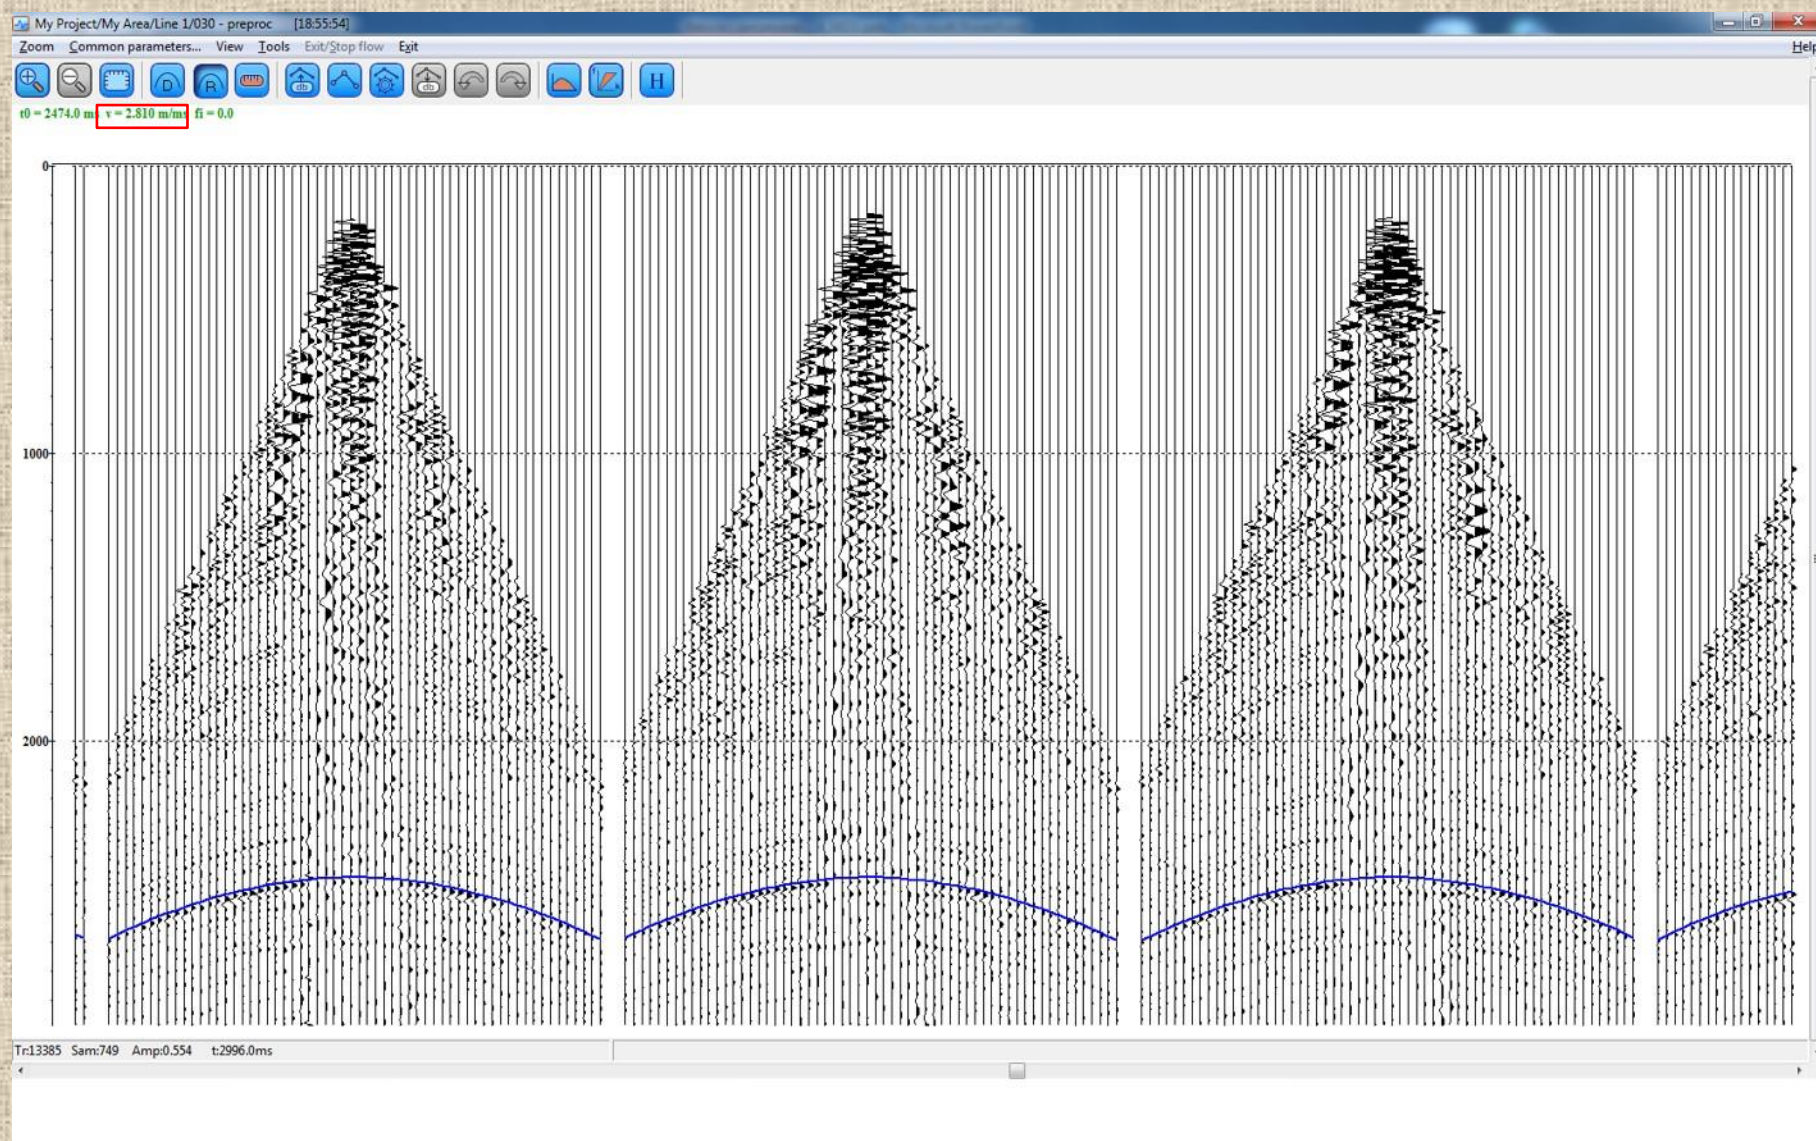 My Project/My Area/Line 1/030 - preproc [18:55:54]
Zoom Common parameters... View Tools Exit/Stop flow Exit Help
D R db db H
t0 = 2474.0 ms v = 2.810 m/ms fi = 0.0
0
1000
2000
Tr:13385 Sam:749 Amp:0.554 t:2996.0ms